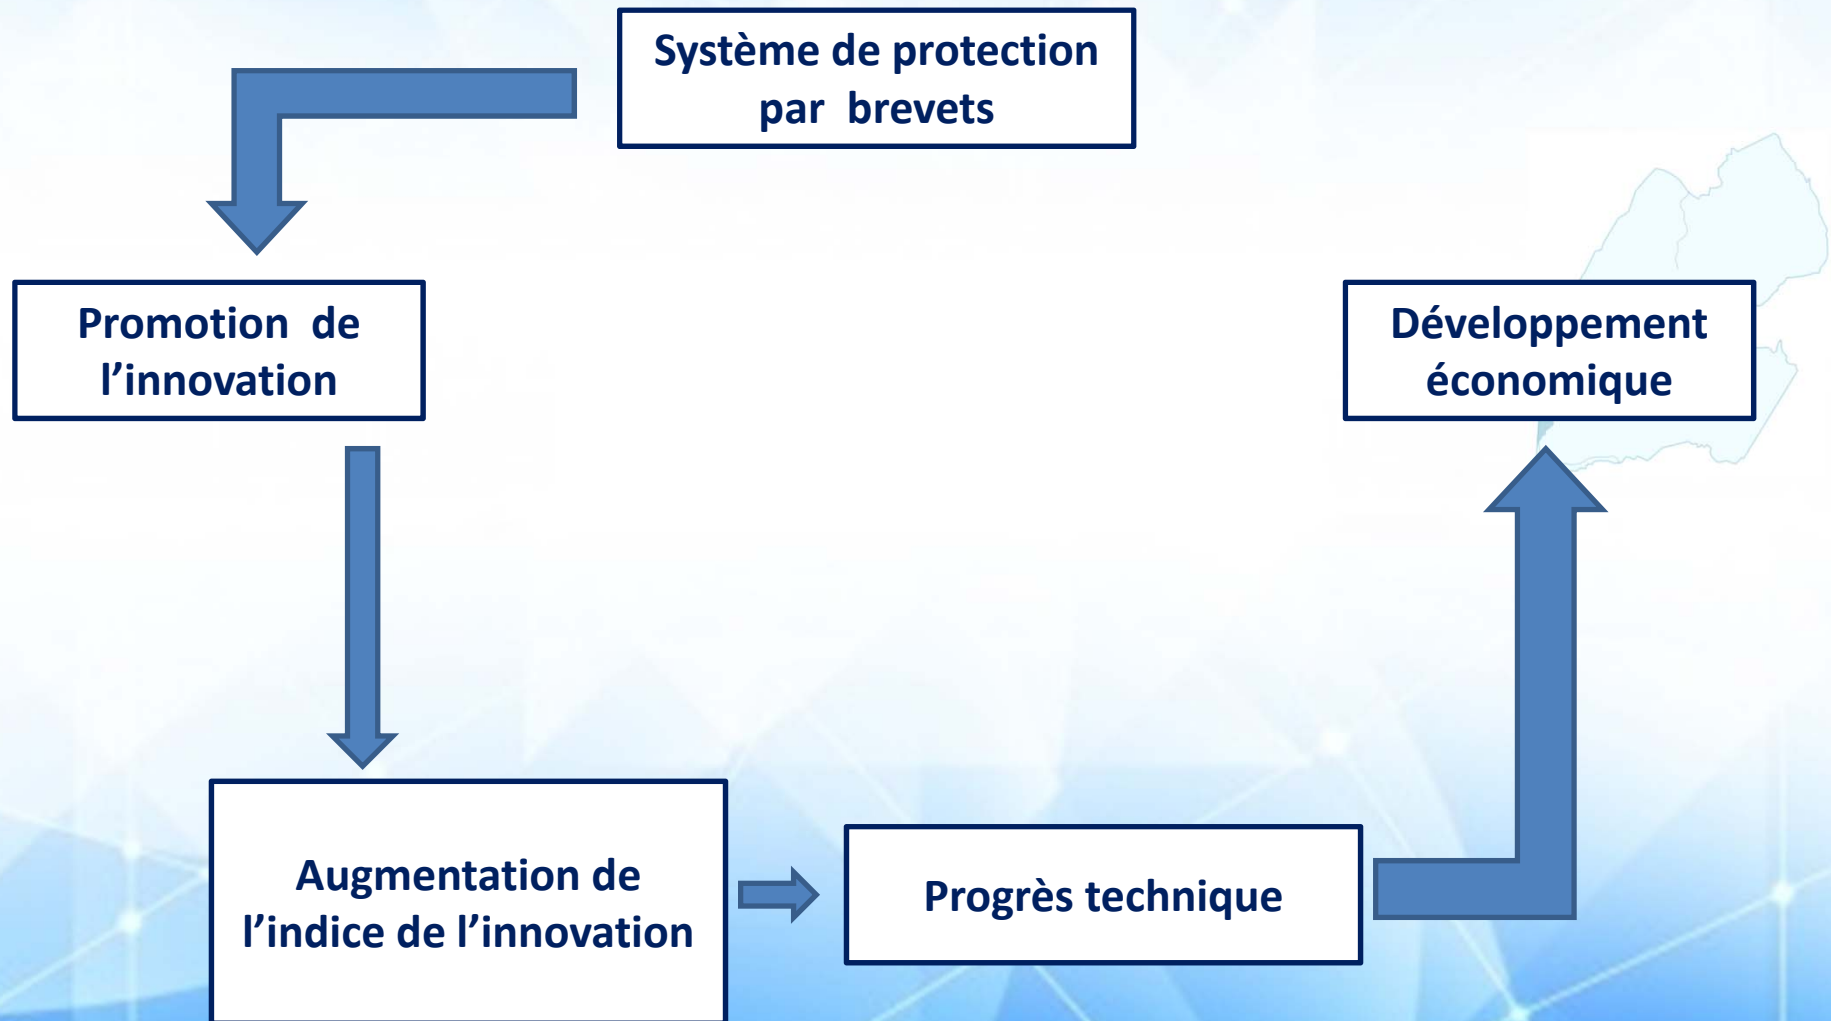 Système de protection
par brevets
Promotion de
l’innovation
Développement
économique
Augmentation de
l’indice de l’innovation
Progrès technique